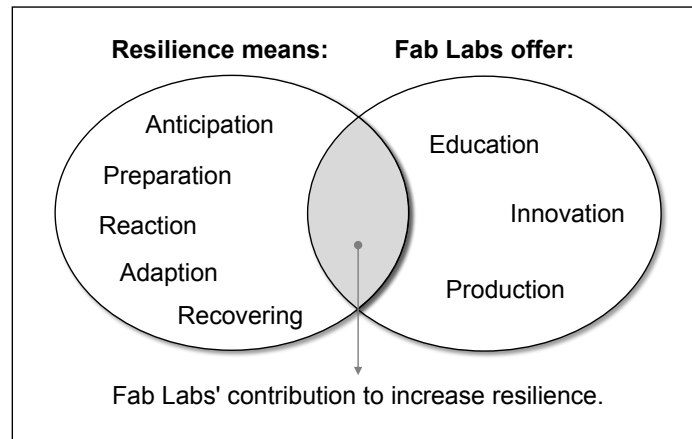 Resilience means:
Fab Labs offer:
Anticipation
Preparation
Reaction
Adaption
Recovering
Education
Innovation
Production
Fab Labs' contribution to increase resilience.